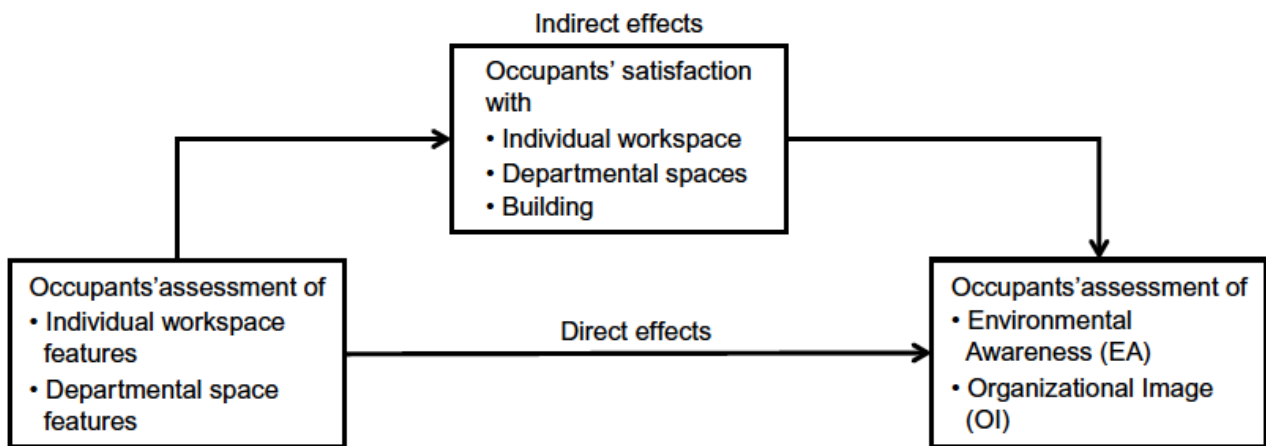 Indirect effects
Occupants’ satisfaction
with
• Individual workspace
• Departmental spaces
• Building
Occupants’assessment of
• Individual workspace
features
• Departmental space
features
Direct effects
Occupants’assessment of
• Environmental
Awareness (EA)
• Organizational Image
(OI)